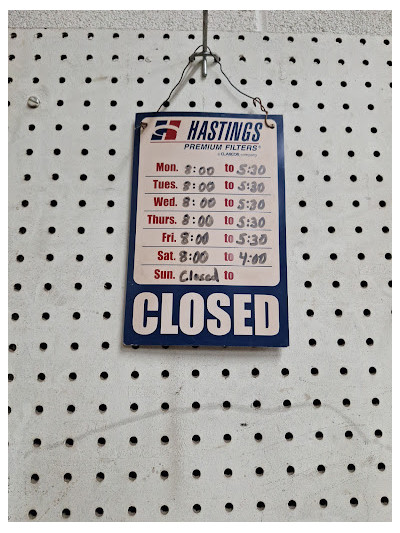 HASTINGS
PREMIUM FILTERS®
Mon. 8:00 to 5:30
Tues. 8:00 to 5:30
Wed. 8:00 to 5:30
Thurs. 8:00 to 5:30
Fri. 8:00 to 5:30
Sat. 8:00 to 4:00
Sun. Closed to
CLOSED